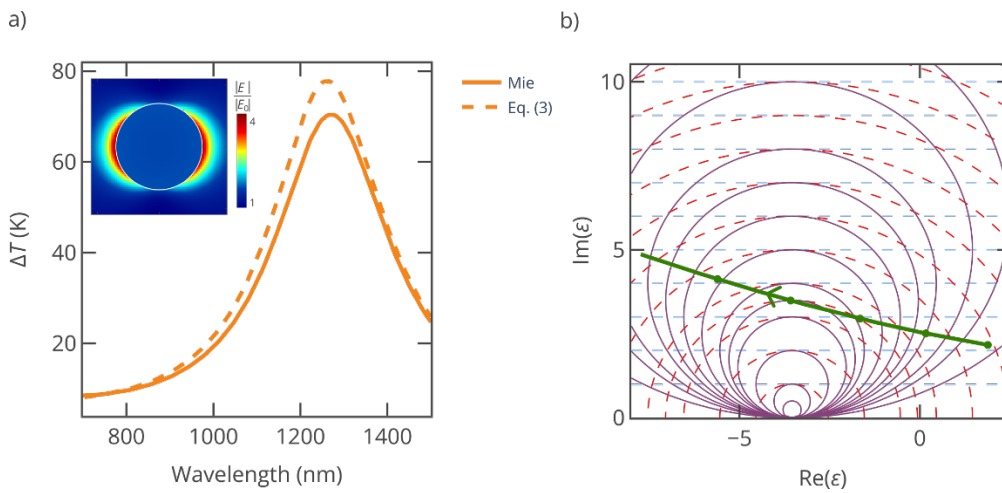 a)
80
60
40
20
ΔT (K)
|E|
|E₀|
4
1
800 1000 1200 1400
Wavelength (nm)
Mie
Eq. (3)
b)
10
5
0
Im(ε)
−5 0
Re(ε)